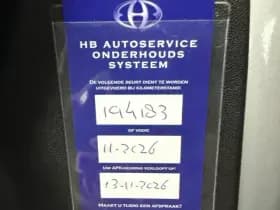 HB AUTOSERVICE
ONDERHOUDS
SYSTEEM
DE VOLGENDE BEURT DIENT TE WORDEN
UITGEVOERD BIJ KILOMETERSTAND:
194183
OF VOOR:
11-2026
UW APK-KEURING VERLOOPT OP:
13-11-2026
MAAKT U TIJDIG EEN AFSPRAAK?